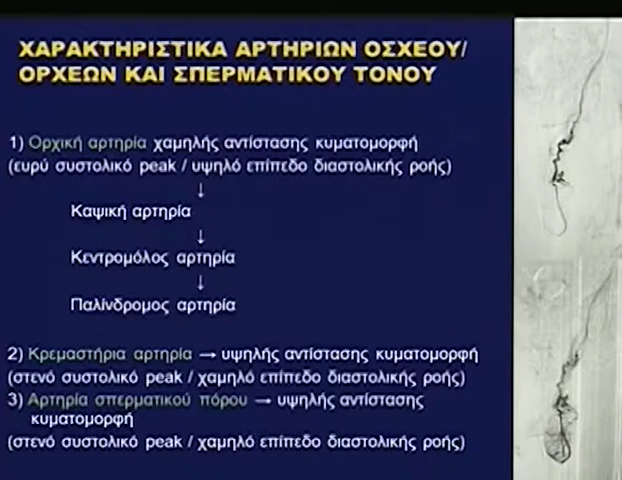 ΧΑΡΑΚΤΗΡΙΣΤΙΚΑ ΑΡΤΗΡΙΩΝ ΟΣΧΕΟΥ/
ΟΡΧΕΩΝ ΚΑΙ ΣΠΕΡΜΑΤΙΚΟΥ ΤΟΝΟΥ
1) Ορχική αρτηρία χαμηλής αντίστασης κυματομορφή
(ευρύ συστολικό peak / υψηλό επίπεδο διαστολικής ροής)
↓
Καψική αρτηρία
↓
Κεντρομόλος αρτηρία
↓
Παλίνδρομος αρτηρία
2) Κρεμαστήρια αρτηρία → υψηλής αντίστασης κυματομορφή
(στενό συστολικό peak / χαμηλό επίπεδο διαστολικής ροής)
3) Αρτηρία σπερματικού πόρου → υψηλής αντίστασης
κυματομορφή
(στενό συστολικό peak / χαμηλό επίπεδο διαστολικής ροής)